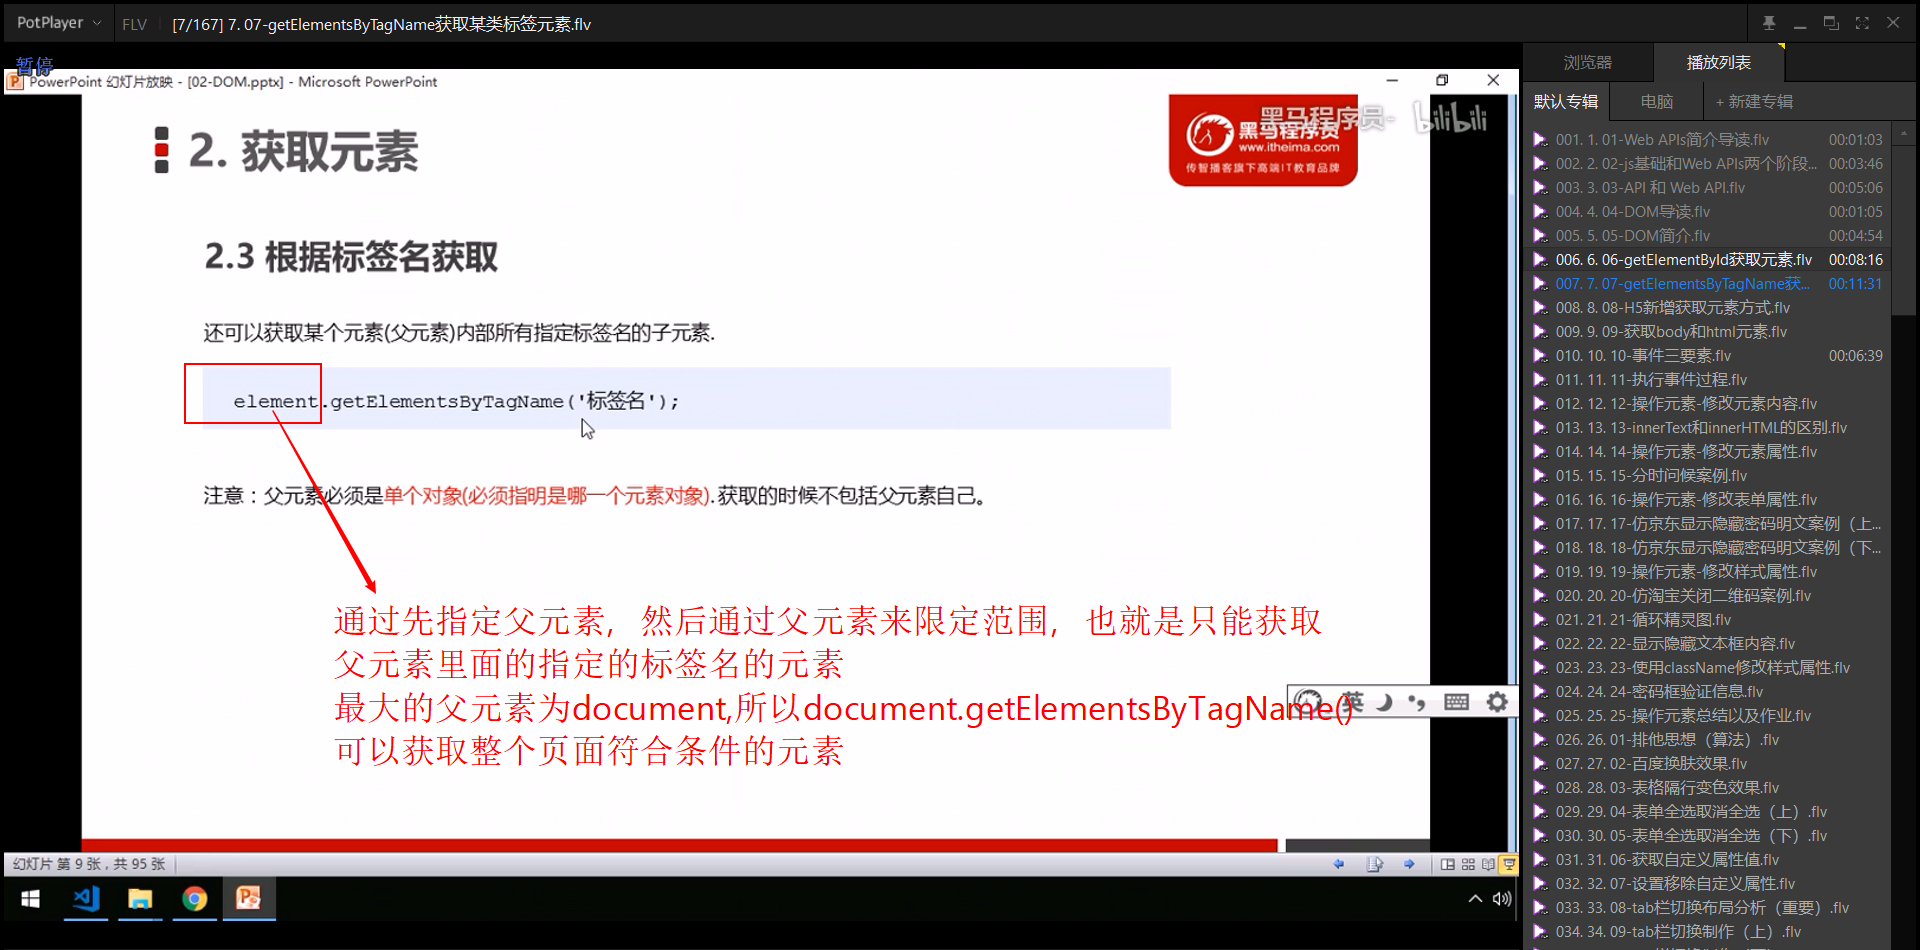 PotPlayer
FLV
[7/167] 7. 07-getElementsByTagName获取某类标签元素.flv
暂停
PowerPoint 幻灯片放映 - [02-DOM.pptx] - Microsoft PowerPoint
2. 获取元素
黑马程序员-
bilibili
黑马程序员
www.itheima.com
传智播客旗下高端IT教育品牌
2.3 根据标签名获取
还可以获取某个元素(父元素)内部所有指定标签名的子元素.
element.getElementsByTagName('标签名');
注意：父元素必须是单个对象(必须指明是哪一个元素对象).获取的时候不包括父元素自己。
通过先指定父元素，然后通过父元素来限定范围，也就是只能获取
父元素里面的指定的标签名的元素
最大的父元素为document,所以document.getElementsByTagName()
可以获取整个页面符合条件的元素
英
幻灯片 第 9 张，共 95 张
浏览器
播放列表
默认专辑
电脑
+ 新建专辑
001. 1. 01-Web APIs简介导读.flv 00:01:03
002. 2. 02-js基础和Web APIs两个阶段... 00:03:46
003. 3. 03-API 和 Web API.flv 00:05:06
004. 4. 04-DOM导读.flv 00:01:05
005. 5. 05-DOM简介.flv 00:04:54
006. 6. 06-getElementById获取元素.flv 00:08:16
007. 7. 07-getElementsByTagName获... 00:11:31
008. 8. 08-H5新增获取元素方式.flv
009. 9. 09-获取body和html元素.flv
010. 10. 10-事件三要素.flv 00:06:39
011. 11. 11-执行事件过程.flv
012. 12. 12-操作元素-修改元素内容.flv
013. 13. 13-innerText和innerHTML的区别.flv
014. 14. 14-操作元素-修改元素属性.flv
015. 15. 15-分时问候案例.flv
016. 16. 16-操作元素-修改表单属性.flv
017. 17. 17-仿京东显示隐藏密码明文案例（上...
018. 18. 18-仿京东显示隐藏密码明文案例（下...
019. 19. 19-操作元素-修改样式属性.flv
020. 20. 20-仿淘宝关闭二维码案例.flv
021. 21. 21-循环精灵图.flv
022. 22. 22-显示隐藏文本框内容.flv
023. 23. 23-使用className修改样式属性.flv
024. 24. 24-密码框验证信息.flv
025. 25. 25-操作元素总结以及作业.flv
026. 26. 01-排他思想（算法）.flv
027. 27. 02-百度换肤效果.flv
028. 28. 03-表格隔行变色效果.flv
029. 29. 04-表单全选取消全选（上）.flv
030. 30. 05-表单全选取消全选（下）.flv
031. 31. 06-获取自定义属性值.flv
032. 32. 07-设置移除自定义属性.flv
033. 33. 08-tab栏切换布局分析（重要）.flv
034. 34. 09-tab栏切换制作（上）.flv